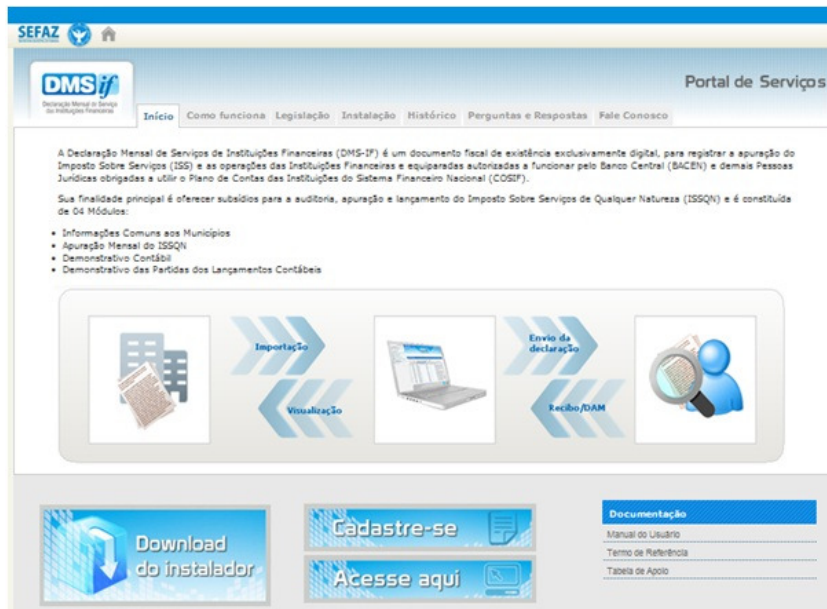 SEFAZ
Portal de Serviços
DMS if
Declaração Mensal de Serviço
das Instituições Financeiras
Início Como funciona Legislação Instalação Histórico Perguntas e Respostas Fale Conosco
A Declaração Mensal de Serviços de Instituições Financeiras (DMS-IF) é um documento fiscal de existência exclusivamente digital, para registrar a apuração do
Imposto Sobre Serviços (ISS) e as operações das Instituições Financeiras e equiparadas autorizadas a funcionar pelo Banco Central (BACEN) e demais Pessoas
Jurídicas obrigadas a utilir o Plano de Contas das Instituições do Sistema Financeiro Nacional (COSIF).
Sua finalidade principal é oferecer subsídios para a auditoria, apuração e lançamento do Imposto Sobre Serviços de Qualquer Natureza (ISSQN) e é constituída
de 04 Módulos:
• Informações Comuns aos Municípios
• Apuração Mensal do ISSQN
• Demonstrativo Contábil
• Demonstrativo das Partidas dos Lançamentos Contábeis
Importação
Visualização
Envio da
declaração
Recibo/DAM
Download
do instalador
Cadastre-se
Acesse aqui
Documentação
Manual do Usuário
Termo de Referência
Tabela de Apoio